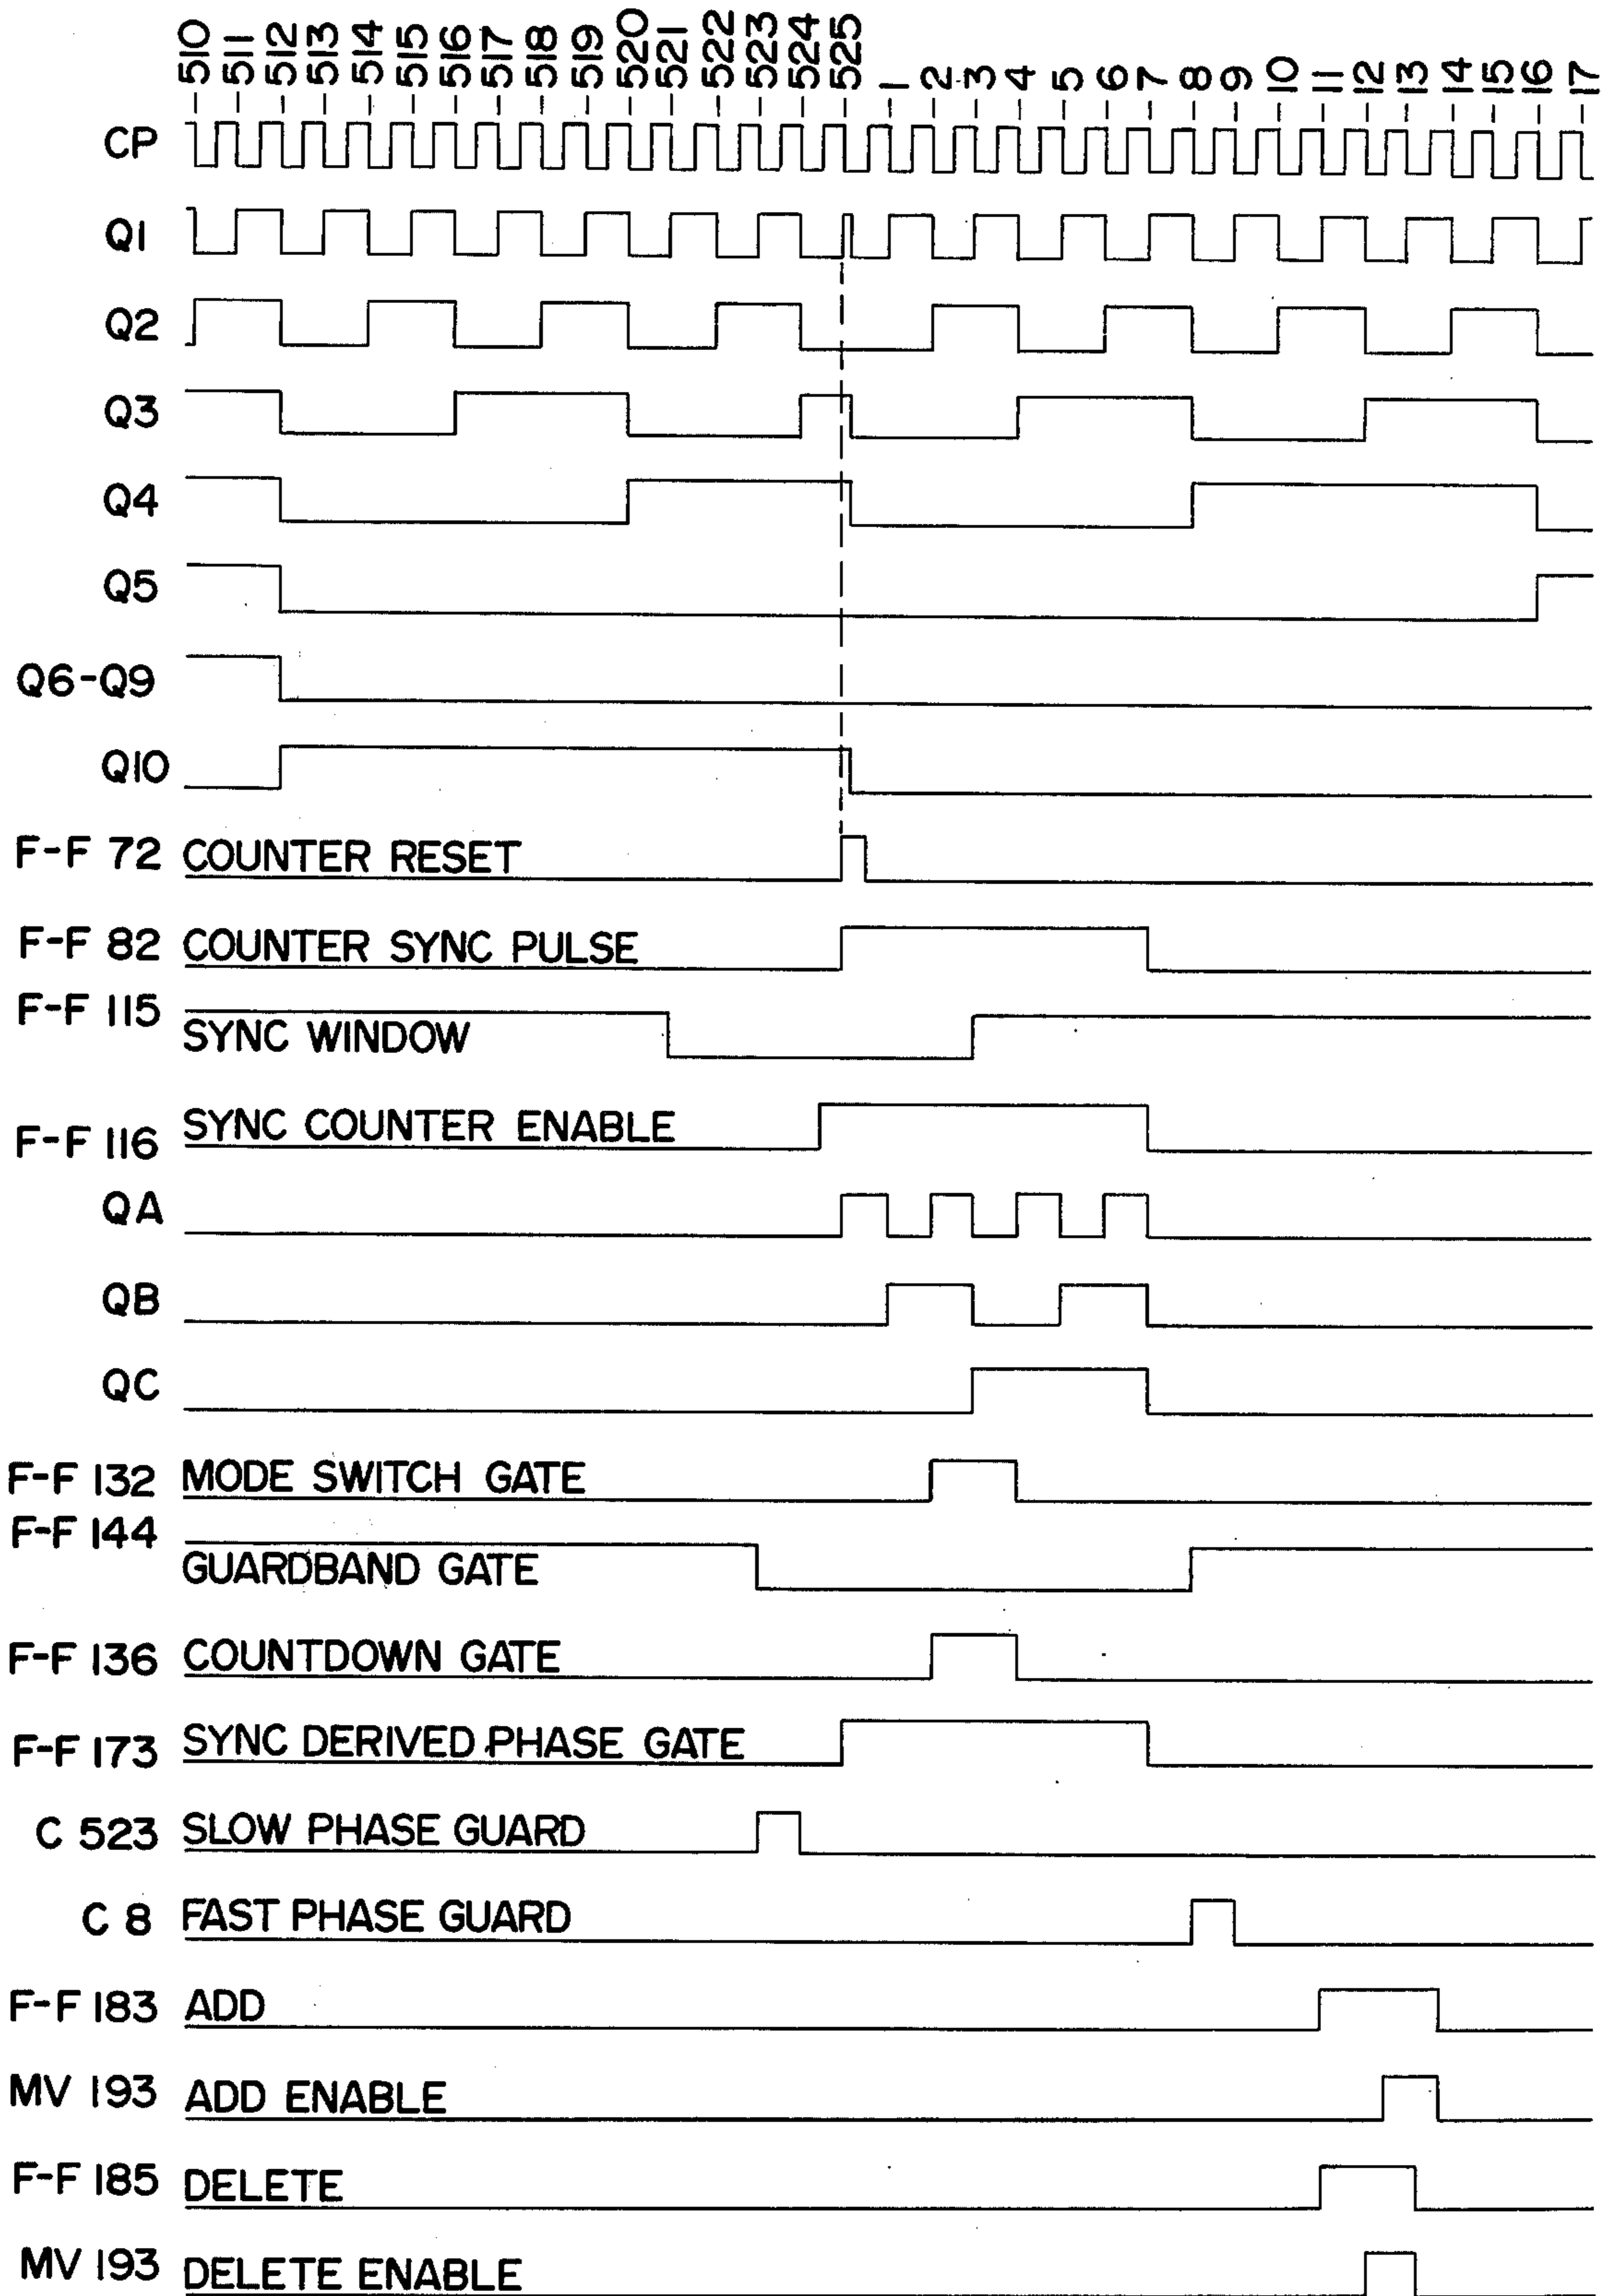 510 511 512 513 514 515 516 517 518 519 520 521 522 523 524 525 1 2 3 4 5 6 7 8 9 10 11 12 13 14 15 16 17
CP
Q1
Q2
Q3
Q4
Q5
Q6-Q9
Q10
F-F 72 COUNTER RESET
F-F 82 COUNTER SYNC PULSE
F-F 115 SYNC WINDOW
F-F 116 SYNC COUNTER ENABLE
QA
QB
QC
F-F 132 MODE SWITCH GATE
F-F 144 GUARDBAND GATE
F-F 136 COUNTDOWN GATE
F-F 173 SYNC DERIVED PHASE GATE
C 523 SLOW PHASE GUARD
C 8 FAST PHASE GUARD
F-F 183 ADD
MV 193 ADD ENABLE
F-F 185 DELETE
MV 193 DELETE ENABLE